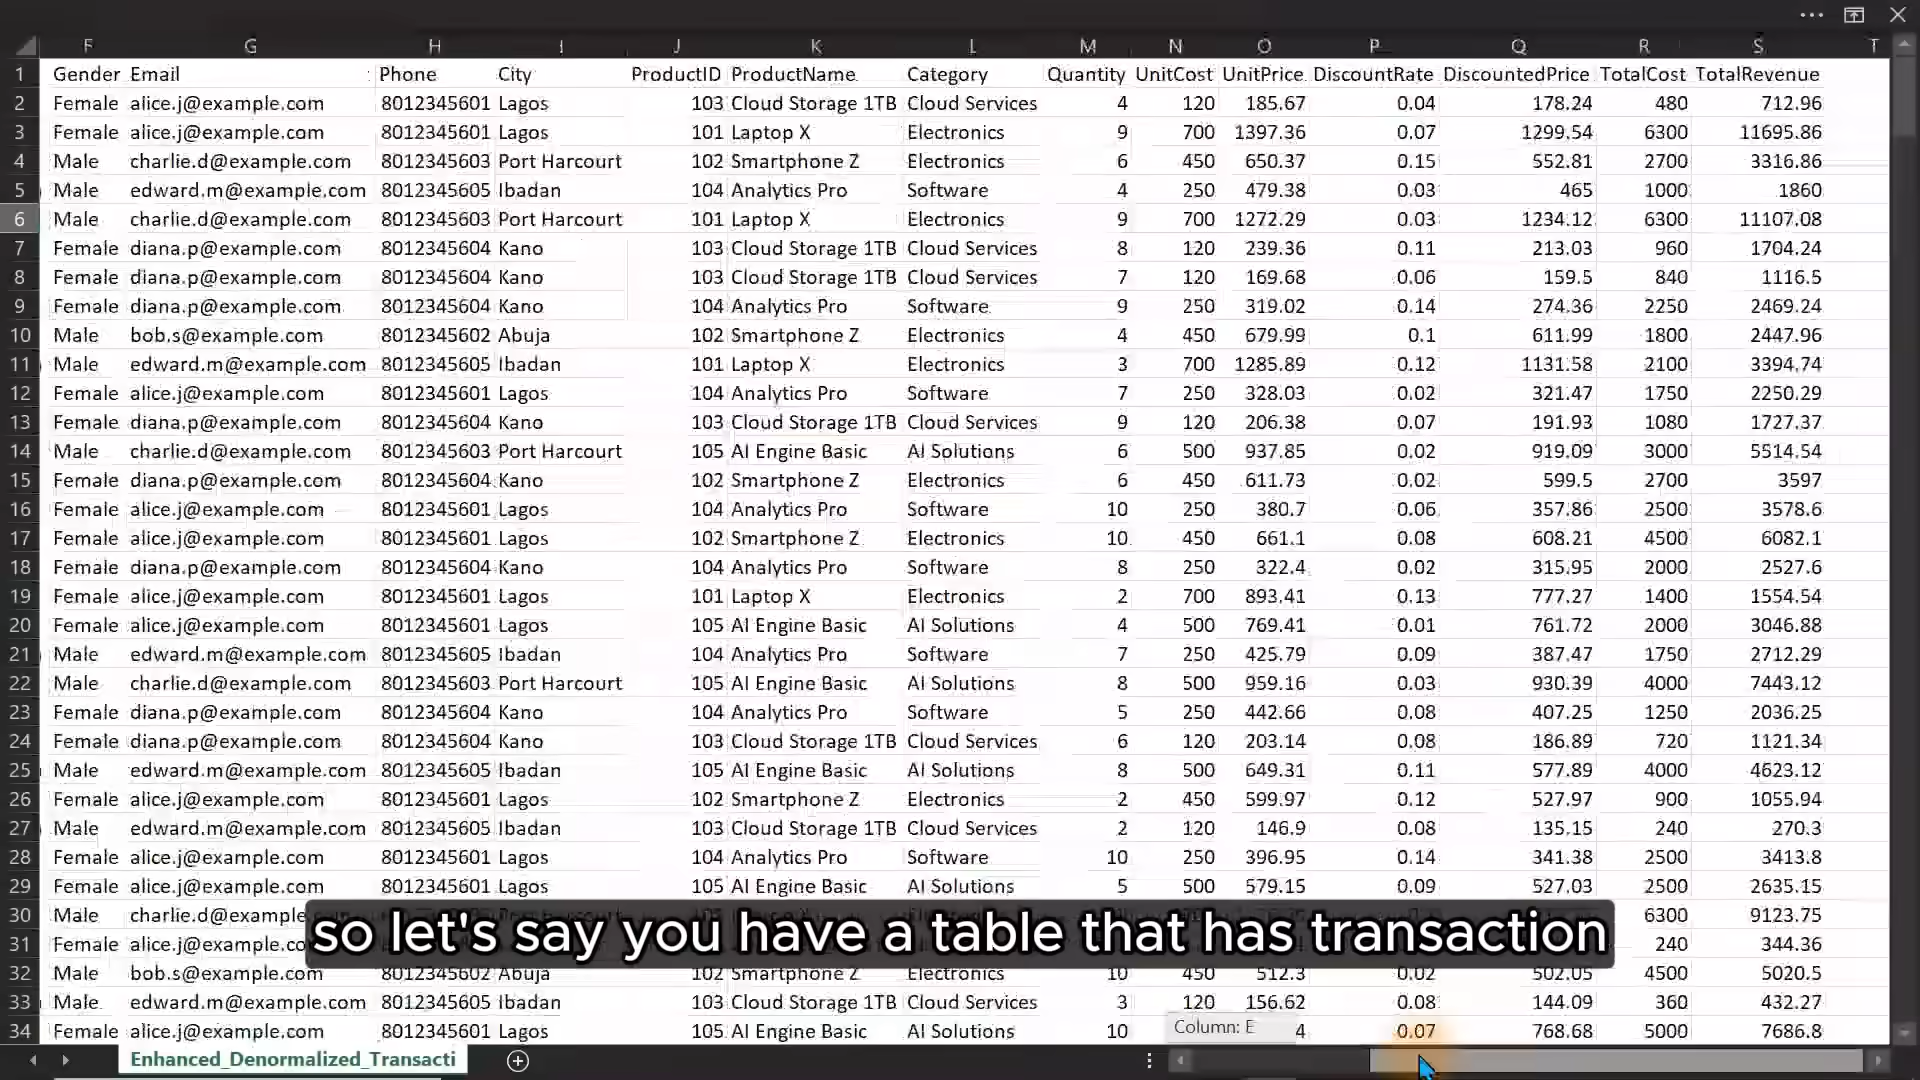 F G H I J K L M N O P Q R S T
1 Gender Email Phone City ProductID ProductName Category Quantity UnitCost UnitPrice DiscountRate DiscountedPrice TotalCost TotalRevenue
2 Female alice.j@example.com 8012345601 Lagos 103 Cloud Storage 1TB Cloud Services 4 120 185.67 0.04 178.24 480 712.96
3 Female alice.j@example.com 8012345601 Lagos 101 Laptop X Electronics 9 700 1397.36 0.07 1299.54 6300 11695.86
4 Male charlie.d@example.com 8012345603 Port Harcourt 102 Smartphone Z Electronics 6 450 650.37 0.15 552.81 2700 3316.86
5 Male edward.m@example.com 8012345605 Ibadan 104 Analytics Pro Software 4 250 479.38 0.03 465 1000 1860
6 Male charlie.d@example.com 8012345603 Port Harcourt 101 Laptop X Electronics 9 700 1272.29 0.03 1234.12 6300 11107.08
7 Female diana.p@example.com 8012345604 Kano 103 Cloud Storage 1TB Cloud Services 8 120 239.36 0.11 213.03 960 1704.24
8 Female diana.p@example.com 8012345604 Kano 103 Cloud Storage 1TB Cloud Services 7 120 169.68 0.06 159.5 840 1116.5
9 Female diana.p@example.com 8012345604 Kano 104 Analytics Pro Software 9 250 319.02 0.14 274.36 2250 2469.24
10 Male bob.s@example.com 8012345602 Abuja 102 Smartphone Z Electronics 4 450 679.99 0.1 611.99 1800 2447.96
11 Male edward.m@example.com 8012345605 Ibadan 101 Laptop X Electronics 3 700 1285.89 0.12 1131.58 2100 3394.74
12 Female alice.j@example.com 8012345601 Lagos 104 Analytics Pro Software 7 250 328.03 0.02 321.47 1750 2250.29
13 Female diana.p@example.com 8012345604 Kano 103 Cloud Storage 1TB Cloud Services 9 120 206.38 0.07 191.93 1080 1727.37
14 Male charlie.d@example.com 8012345603 Port Harcourt 105 AI Engine Basic AI Solutions 6 500 937.85 0.02 919.09 3000 5514.54
15 Female diana.p@example.com 8012345604 Kano 102 Smartphone Z Electronics 6 450 611.73 0.02 599.5 2700 3597
16 Female alice.j@example.com 8012345601 Lagos 104 Analytics Pro Software 10 250 380.7 0.06 357.86 2500 3578.6
17 Female alice.j@example.com 8012345601 Lagos 102 Smartphone Z Electronics 10 450 661.1 0.08 608.21 4500 6082.1
18 Female diana.p@example.com 8012345604 Kano 104 Analytics Pro Software 8 250 322.4 0.02 315.95 2000 2527.6
19 Female alice.j@example.com 8012345601 Lagos 101 Laptop X Electronics 2 700 893.41 0.13 777.27 1400 1554.54
20 Female alice.j@example.com 8012345601 Lagos 105 AI Engine Basic AI Solutions 4 500 769.41 0.01 761.72 2000 3046.88
21 Male edward.m@example.com 8012345605 Ibadan 104 Analytics Pro Software 7 250 425.79 0.09 387.47 1750 2712.29
22 Male charlie.d@example.com 8012345603 Port Harcourt 105 AI Engine Basic AI Solutions 8 500 959.16 0.03 930.39 4000 7443.12
23 Female diana.p@example.com 8012345604 Kano 104 Analytics Pro Software 5 250 442.66 0.08 407.25 1250 2036.25
24 Female diana.p@example.com 8012345604 Kano 103 Cloud Storage 1TB Cloud Services 6 120 203.14 0.08 186.89 720 1121.34
25 Male edward.m@example.com 8012345605 Ibadan 105 AI Engine Basic AI Solutions 8 500 649.31 0.11 577.89 4000 4623.12
26 Female alice.j@example.com 8012345601 Lagos 102 Smartphone Z Electronics 2 450 599.97 0.12 527.97 900 1055.94
27 Male edward.m@example.com 8012345605 Ibadan 103 Cloud Storage 1TB Cloud Services 2 120 146.9 0.08 135.15 240 270.3
28 Female alice.j@example.com 8012345601 Lagos 104 Analytics Pro Software 10 250 396.95 0.14 341.38 2500 3413.8
29 Female alice.j@example.com 8012345601 Lagos 105 AI Engine Basic AI Solutions 5 500 579.15 0.09 527.03 2500 2635.15
30 Male charlie.d@example 6300 9123.75
so let's say you have a table that has transaction
31 Female alice.j@example 240 344.36
32 Male bob.s@example.com 8012345602 Abuja 102 Smartphone Z Electronics 10 450 512.3 0.02 502.05 4500 5020.5
33 Male edward.m@example.com 8012345605 Ibadan 103 Cloud Storage 1TB Cloud Services 3 120 156.62 0.08 144.09 360 432.27
34 Female alice.j@example.com 8012345601 Lagos 105 AI Engine Basic AI Solutions 10 4 0.07 768.68 5000 7686.8
Column: E
Enhanced_Denormalized_Transacti